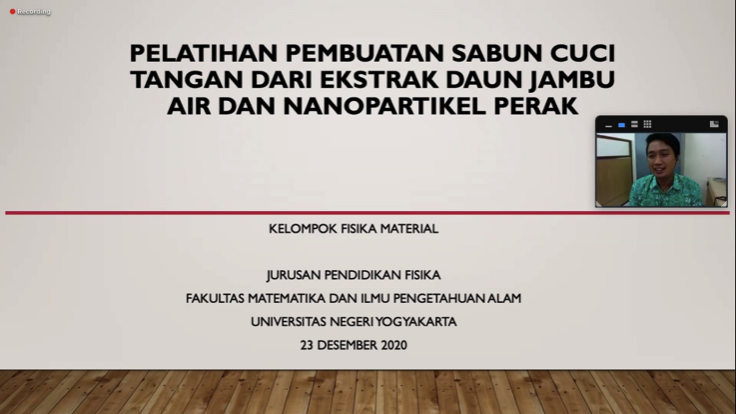 Recording
PELATIHAN PEMBUATAN SABUN CUCI
TANGAN DARI EKSTRAK DAUN JAMBU
AIR DAN NANOPARTIKEL PERAK
KELOMPOK FISIKA MATERIAL
JURUSAN PENDIDIKAN FISIKA
FAKULTAS MATEMATIKA DAN ILMU PENGETAHUAN ALAM
UNIVERSITAS NEGERI YOGYAKARTA
23 DESEMBER 2020